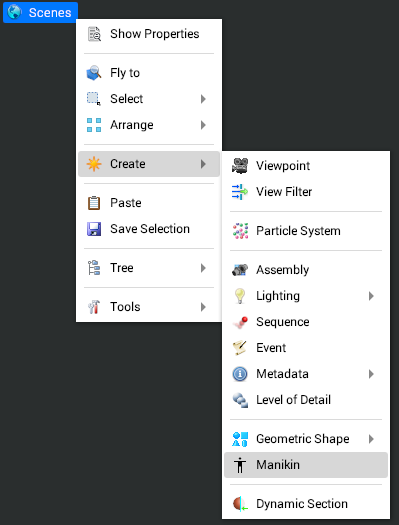 Scenes
Show Properties
Fly to
Select
Arrange
Create
Paste
Save Selection
Tree
Tools
Viewpoint
View Filter
Particle System
Assembly
Lighting
Sequence
Event
Metadata
Level of Detail
Geometric Shape
Manikin
Dynamic Section